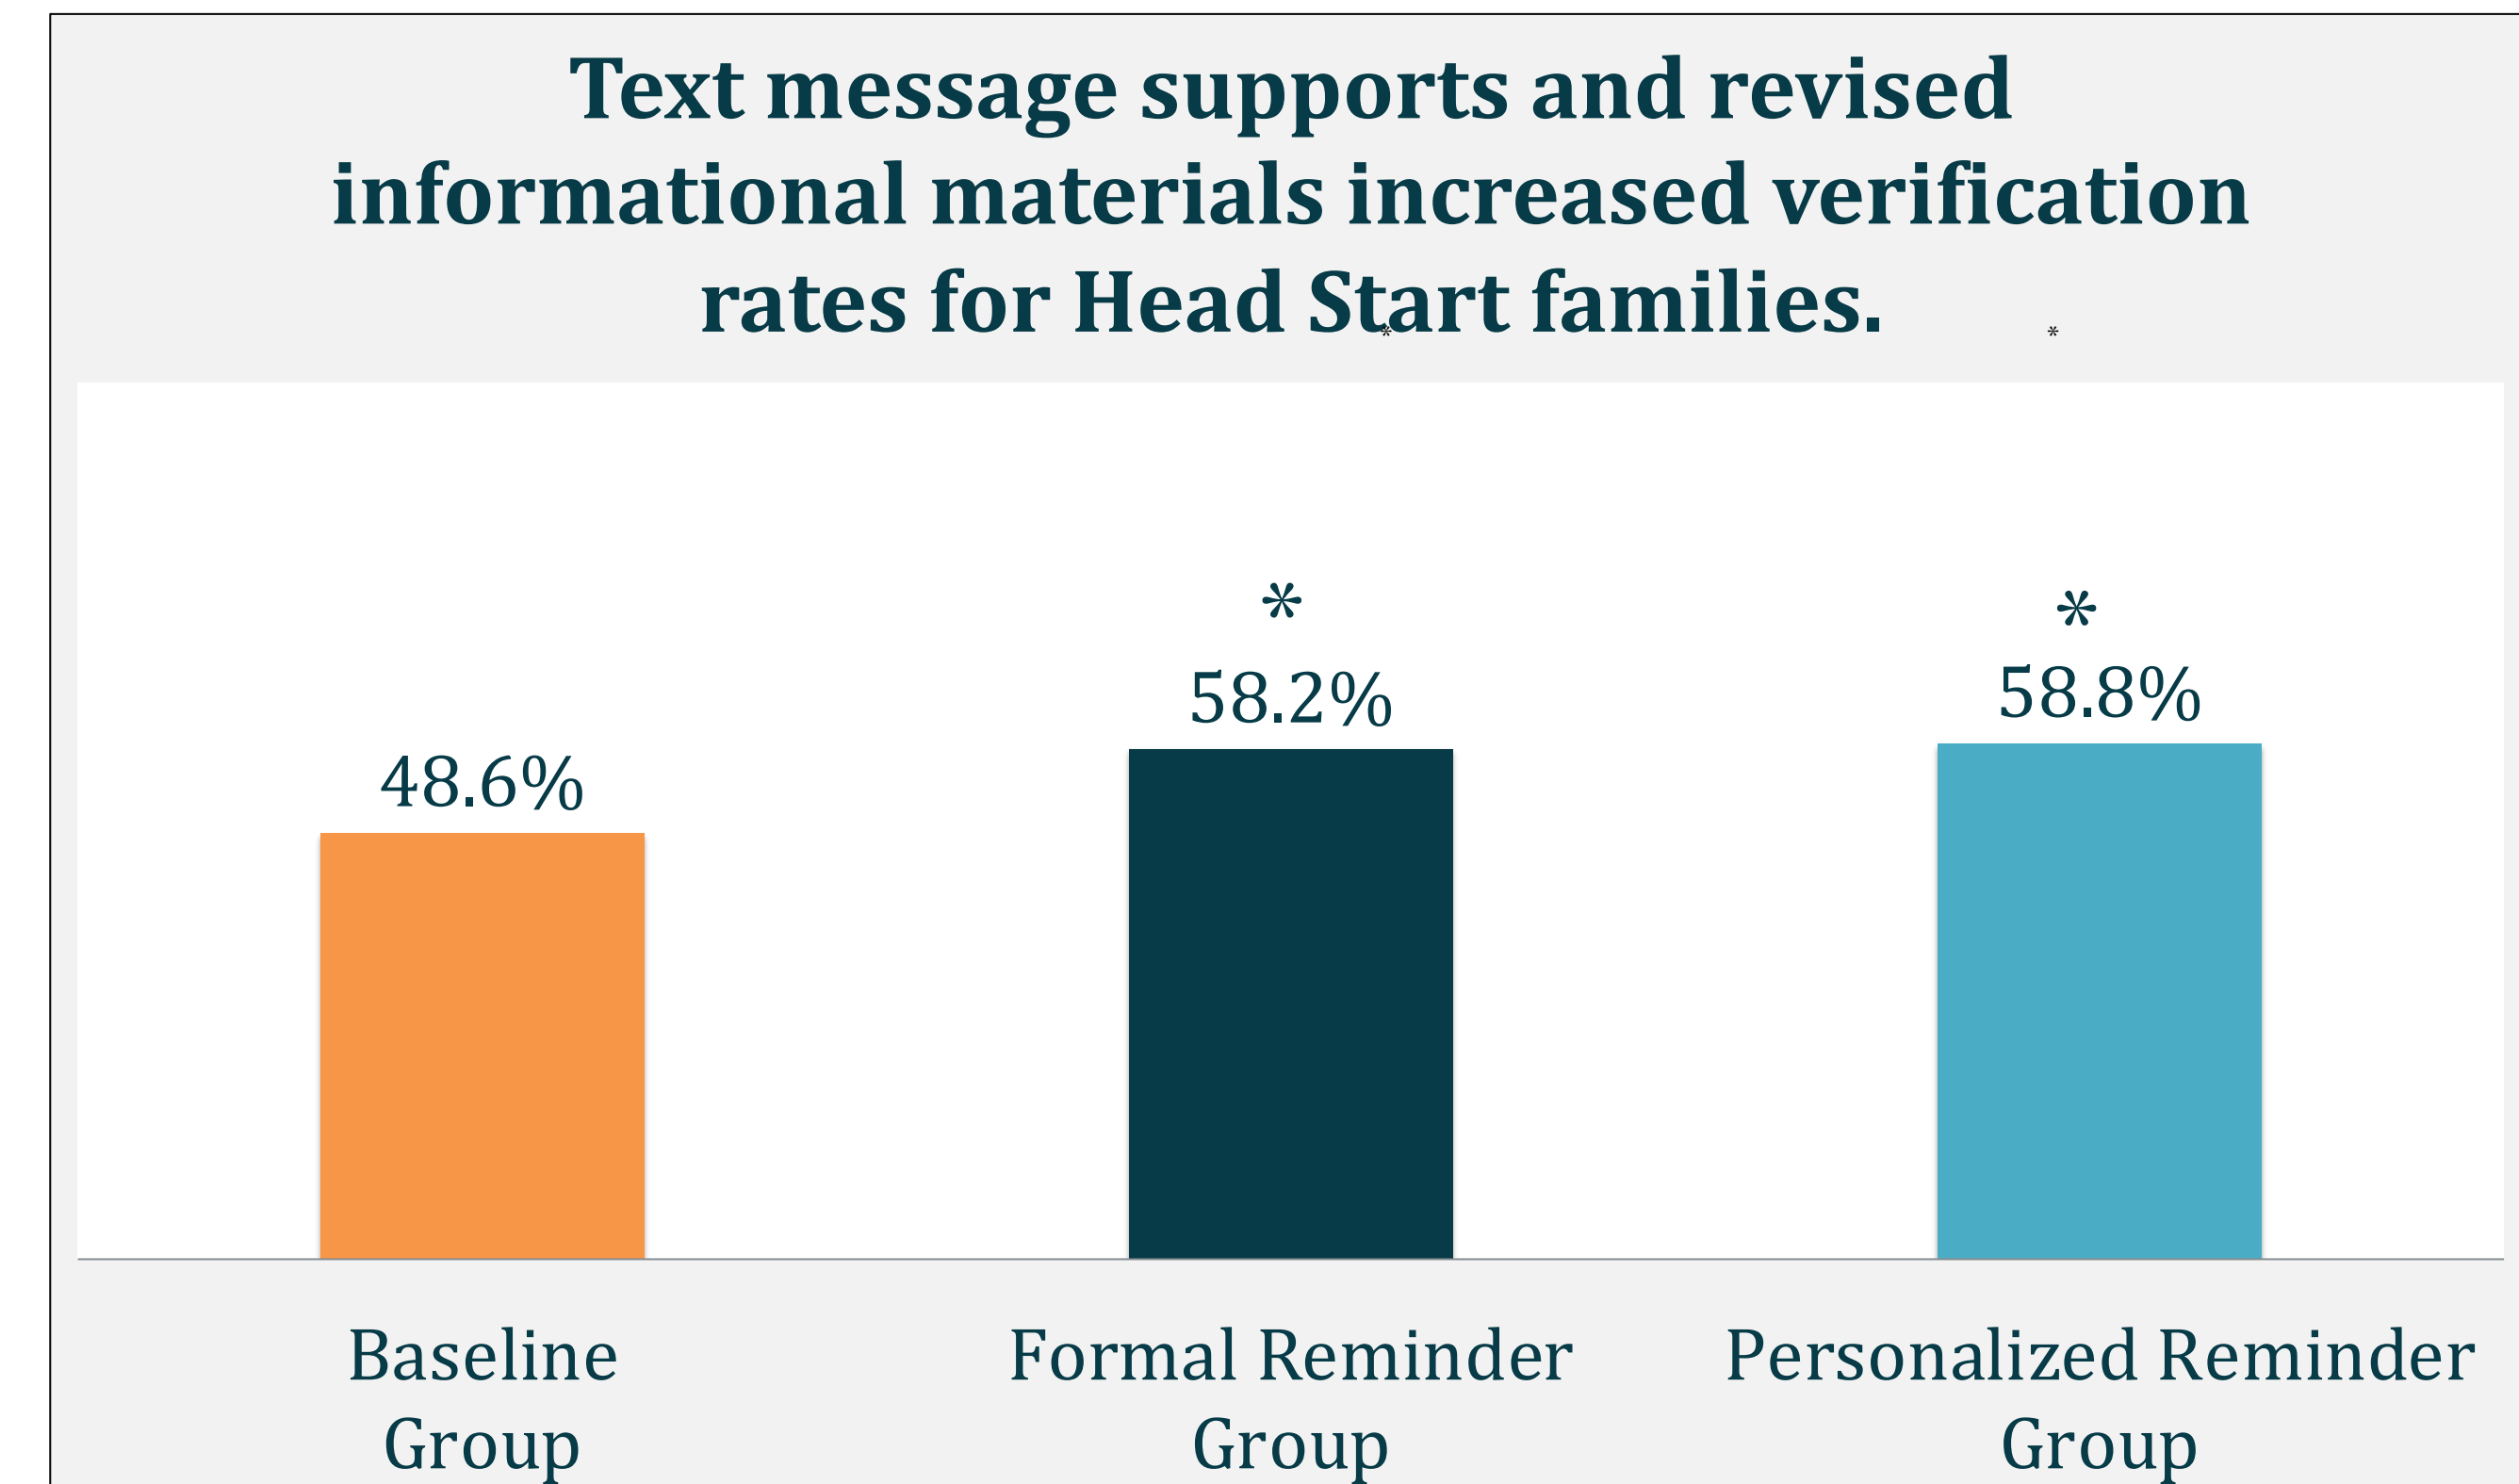 Text message supports and revised
informational materials increased verification
rates for Head Start families.
* *
* *
58.2% 58.8%
48.6%
Baseline Formal Reminder Personalized Reminder
Group Group Group